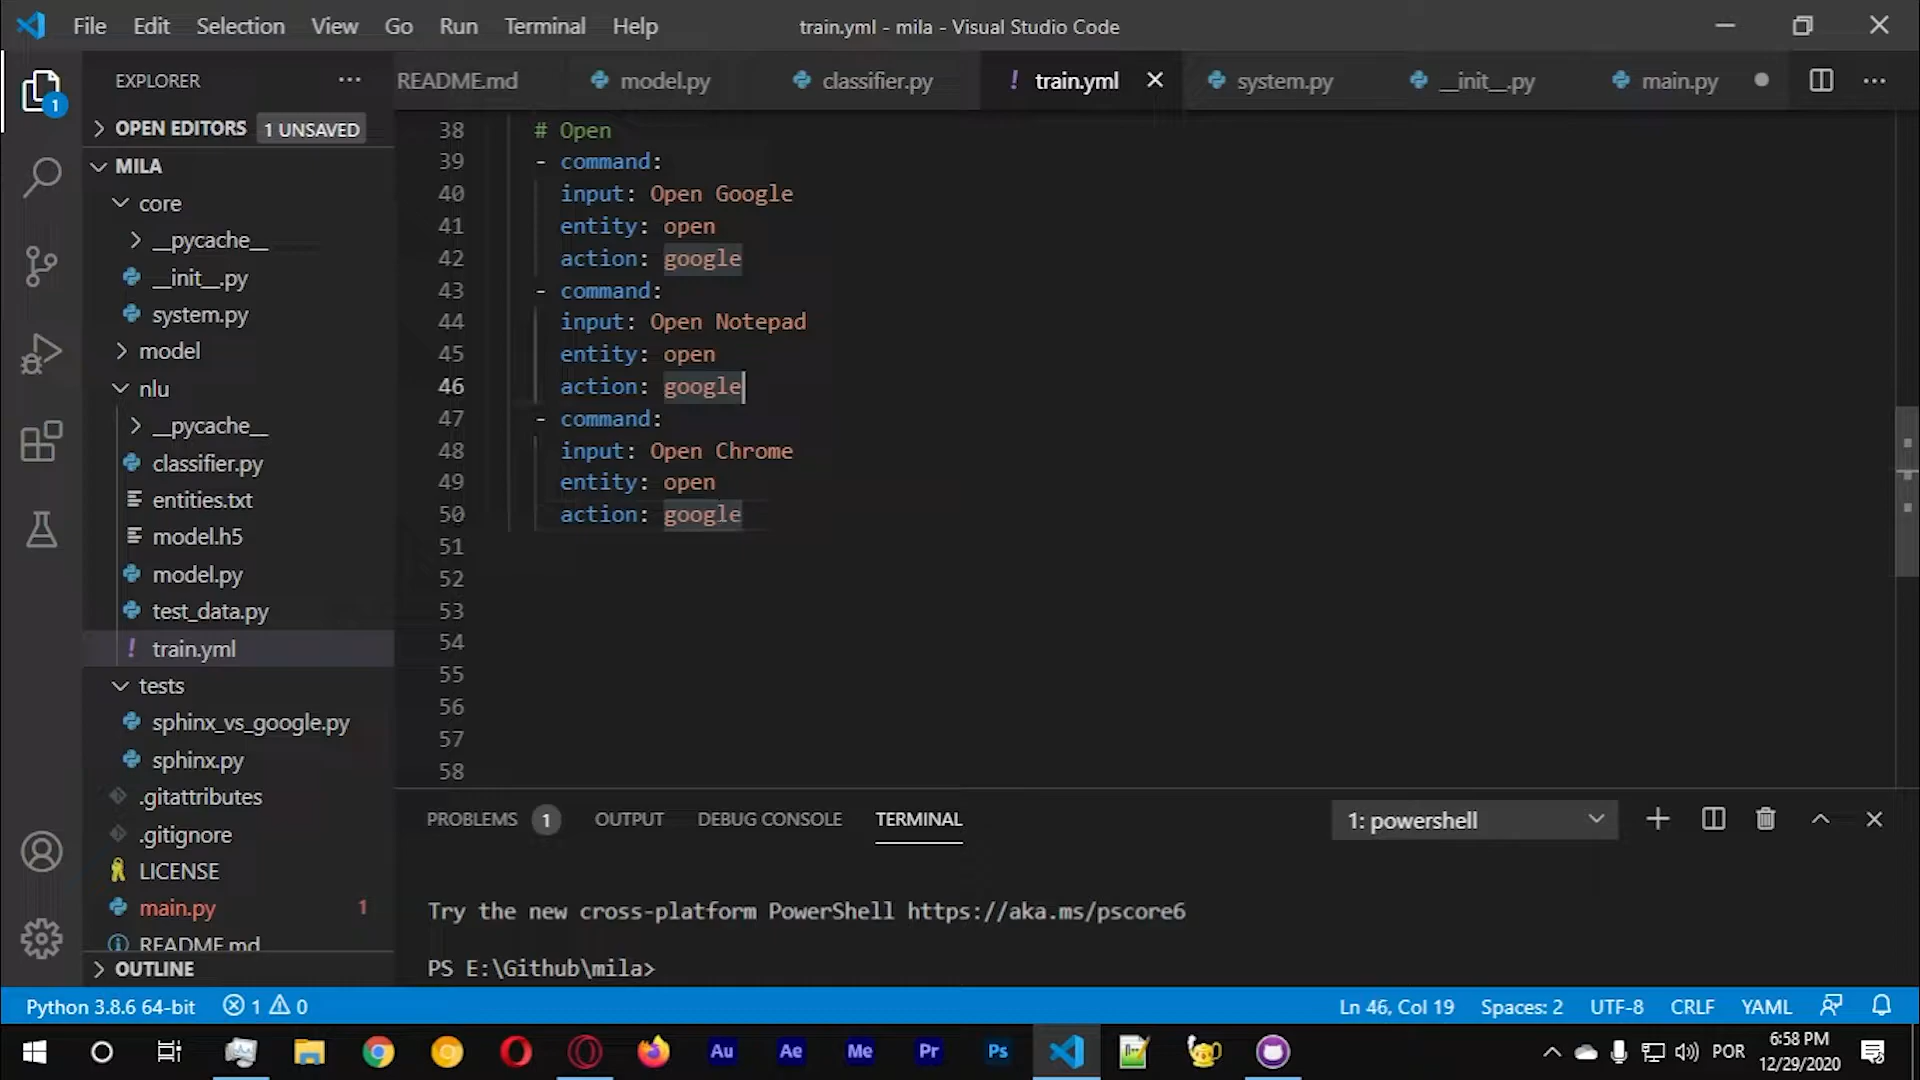 File Edit Selection View Go Run Terminal Help
train.yml - mila - Visual Studio Code
EXPLORER
README.md
model.py
classifier.py
! train.yml
system.py
__init__.py
main.py
1
OPEN EDITORS 1 UNSAVED
MILA
core
__pycache__
__init__.py
system.py
model
nlu
__pycache__
classifier.py
entities.txt
model.h5
model.py
test_data.py
! train.yml
tests
sphinx_vs_google.py
sphinx.py
.gitattributes
.gitignore
LICENSE
main.py 1
README.md
OUTLINE
38 # Open
39 - command:
40 input: Open Google
41 entity: open
42 action: google
43 - command:
44 input: Open Notepad
45 entity: open
46 action: google
47 - command:
48 input: Open Chrome
49 entity: open
50 action: google
51
52
53
54
55
56
57
58
PROBLEMS 1 OUTPUT DEBUG CONSOLE TERMINAL
1: powershell
Try the new cross-platform PowerShell https://aka.ms/pscore6
PS E:\Github\mila>
Python 3.8.6 64-bit 1 0
Ln 46, Col 19 Spaces: 2 UTF-8 CRLF YAML
Au Ae Me Pr Ps
POR
6:58 PM
12/29/2020